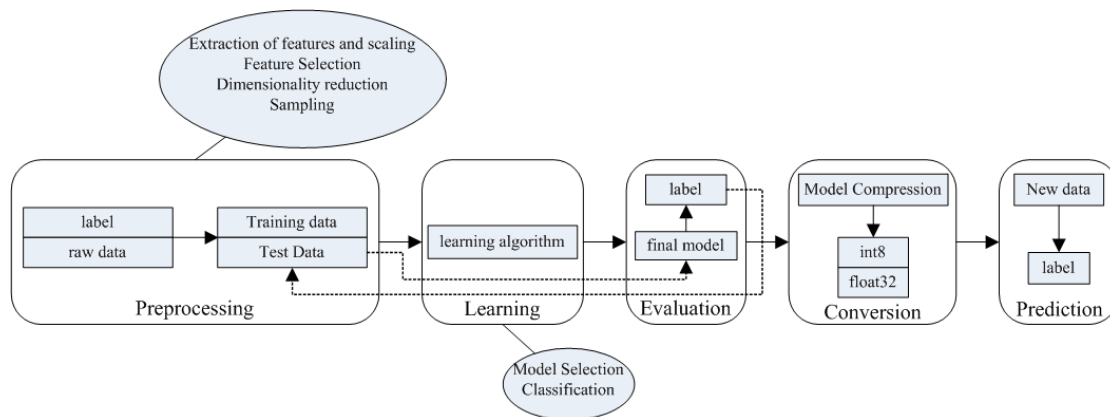 Extraction of features and scaling
Feature Selection
Dimensionality reduction
Sampling
label
raw data
Training data
Test Data
Preprocessing
learning algorithm
Learning
Model Selection
Classification
label
final model
Evaluation
Model Compression
int8
float32
Conversion
New data
label
Prediction